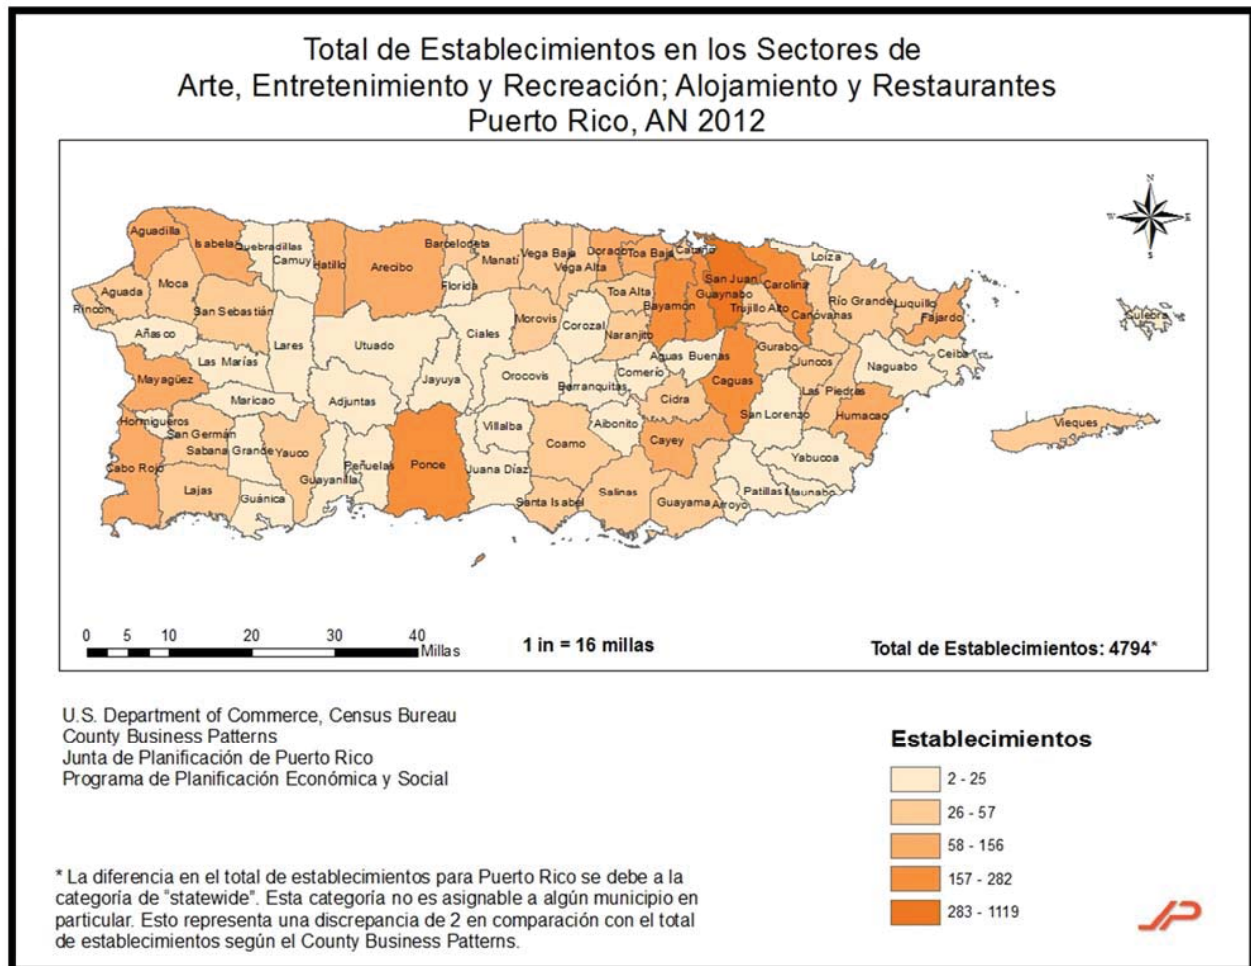 Total de Establecimientos en los Sectores de
Arte, Entretenimiento y Recreación; Alojamiento y Restaurantes
Puerto Rico, AN 2012
N
W E
S
Aguadilla
Isabela
Quebradillas
Camuy
Hatillo
Arecibo
Barceloneta
Manatí
Vega Baja
Vega Alta
Dorado
Toa Baja
Cataño
San Juan
Guaynabo
Carolina
Loíza
Moca
Florida
Toa Alta
Bayamón
Trujillo Alto
Canóvanas
Río Grande
Luquillo
Fajardo
Culebra
Aguada
Rincón
San Sebastián
Morovis
Corozal
Naranjito
Añasco
Las Marías
Lares
Utuado
Ciales
Aguas Buenas
Gurabo
Juncos
Ceiba
Naguabo
Mayagüez
Maricao
Adjuntas
Jayuya
Orocovis
Barranquitas
Comerío
Caguas
Cidra
Las Piedras
San Lorenzo
Humacao
Hormigueros
San Germán
Sabana Grande
Yauco
Villalba
Coamo
Aibonito
Cayey
Yabucoa
Vieques
Cabo Rojo
Lajas
Guánica
Guayanilla
Peñuelas
Ponce
Juana Díaz
Santa Isabel
Salinas
Guayama
Arroyo
Patillas
Maunabo
0 5 10 20 30 40
Millas
1 in = 16 millas
Total de Establecimientos: 4794*
U.S. Department of Commerce, Census Bureau
County Business Patterns
Junta de Planificación de Puerto Rico
Programa de Planificación Económica y Social
Establecimientos
2 - 25
26 - 57
58 - 156
157 - 282
283 - 1119
* La diferencia en el total de establecimientos para Puerto Rico se debe a la
categoría de "statewide". Esta categoría no es asignable a algún municipio en
particular. Esto representa una discrepancia de 2 en comparación con el total
de establecimientos según el County Business Patterns.
JP